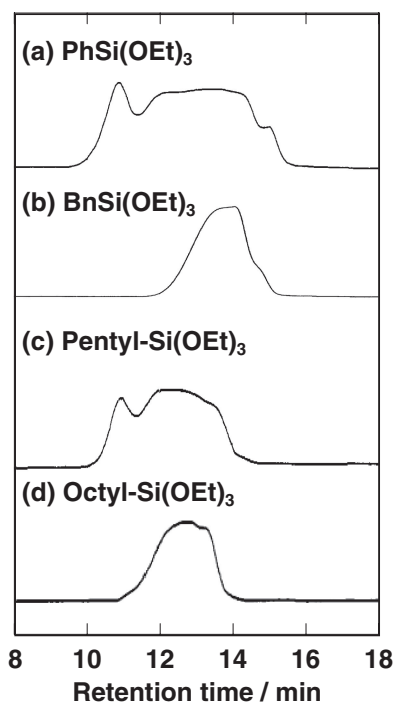 (a) PhSi(OEt)3
(b) BnSi(OEt)3
(c) Pentyl-Si(OEt)3
(d) Octyl-Si(OEt)3
8 10 12 14 16 18
Retention time / min